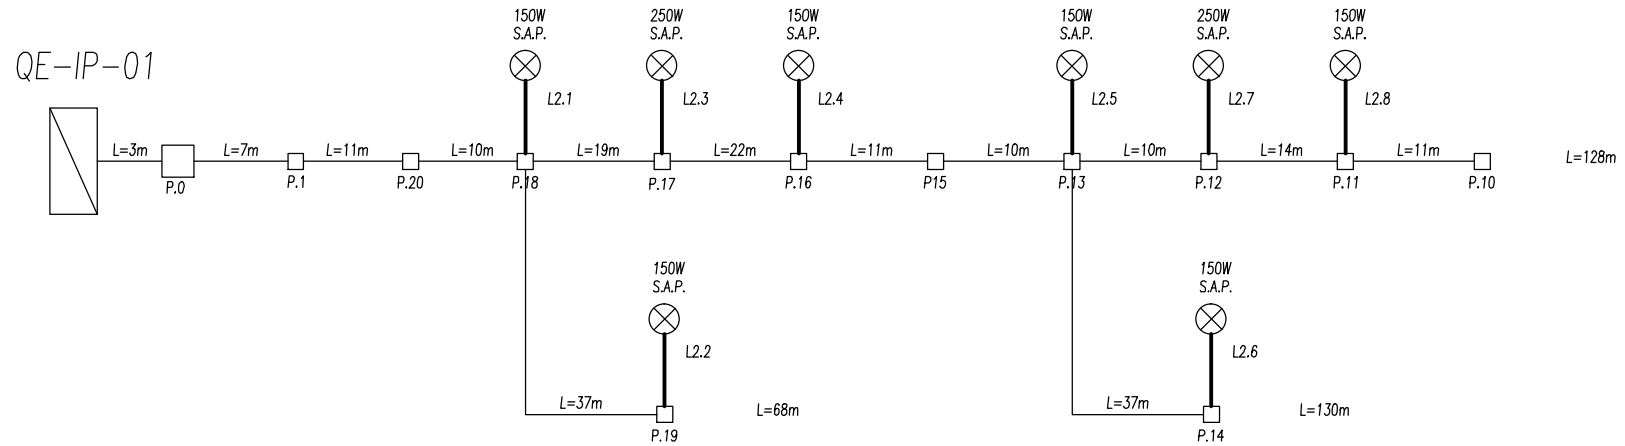 150W
S.A.P.
250W
S.A.P.
150W
S.A.P.
150W
S.A.P.
250W
S.A.P.
150W
S.A.P.
QE-IP-01
L2.1
L2.3
L2.4
L2.5
L2.7
L2.8
L=3m
L=7m
L=11m
L=10m
L=19m
L=22m
L=11m
L=10m
L=10m
L=14m
L=11m
L=128m
P.0
P.1
P.20
P.18
P.17
P.16
P15
P.13
P.12
P.11
P.10
150W
S.A.P.
150W
S.A.P.
L2.2
L2.6
L=37m
L=68m
L=37m
L=130m
P.19
P.14